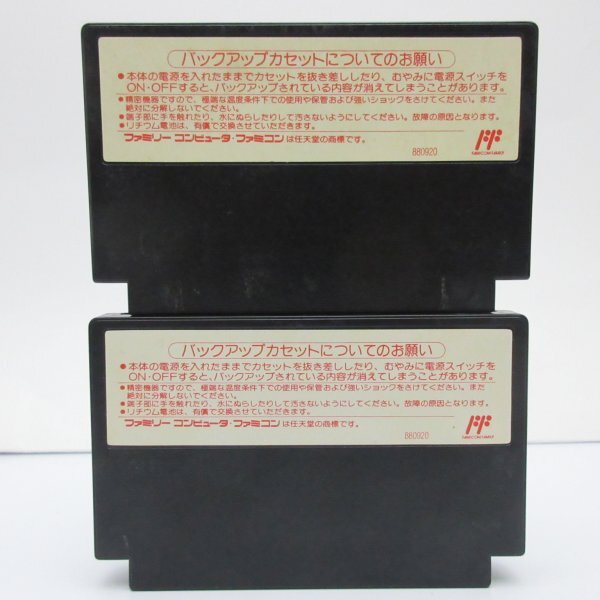 バックアップカセットについてのお願い
●本体の電源を入れたままでカセットを抜き差ししたり、むやみに電源スイッチを
ON・OFFすると、バックアップされている内容が消えてしまうことがあります。
●精密機器ですので、極端な温度条件下での使用や保管および強いショックをさけてください。また
絶対に分解しないでください。
●端子部に手を触れたり、水にぬらしたりして汚さないようにしてください。故障の原因となります。
●リチウム電池は、有償で交換させていただきます。
ファミリー コンピュータ・ファミコンは任天堂の商標です。
880920
FAMICOM FAMILY
バックアップカセットについてのお願い
●本体の電源を入れたままでカセットを抜き差ししたり、むやみに電源スイッチを
ON・OFFすると、バックアップされている内容が消えてしまうことがあります。
●精密機器ですので、極端な温度条件下での使用や保管および強いショックをさけてください。また
絶対に分解しないでください。
●端子部に手を触れたり、水にぬらしたりして汚さないようにしてください。故障の原因となります。
●リチウム電池は、有償で交換させていただきます。
ファミリー コンピュータ・ファミコンは任天堂の商標です。
880920
FAMICOM FAMILY